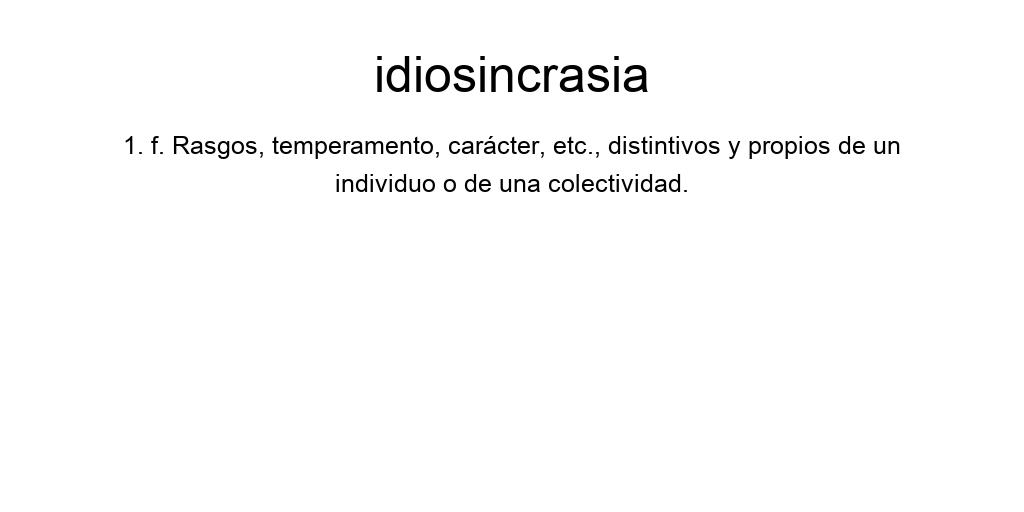 idiosincrasia
1. f. Rasgos, temperamento, carácter, etc., distintivos y propios de un
individuo o de una colectividad.